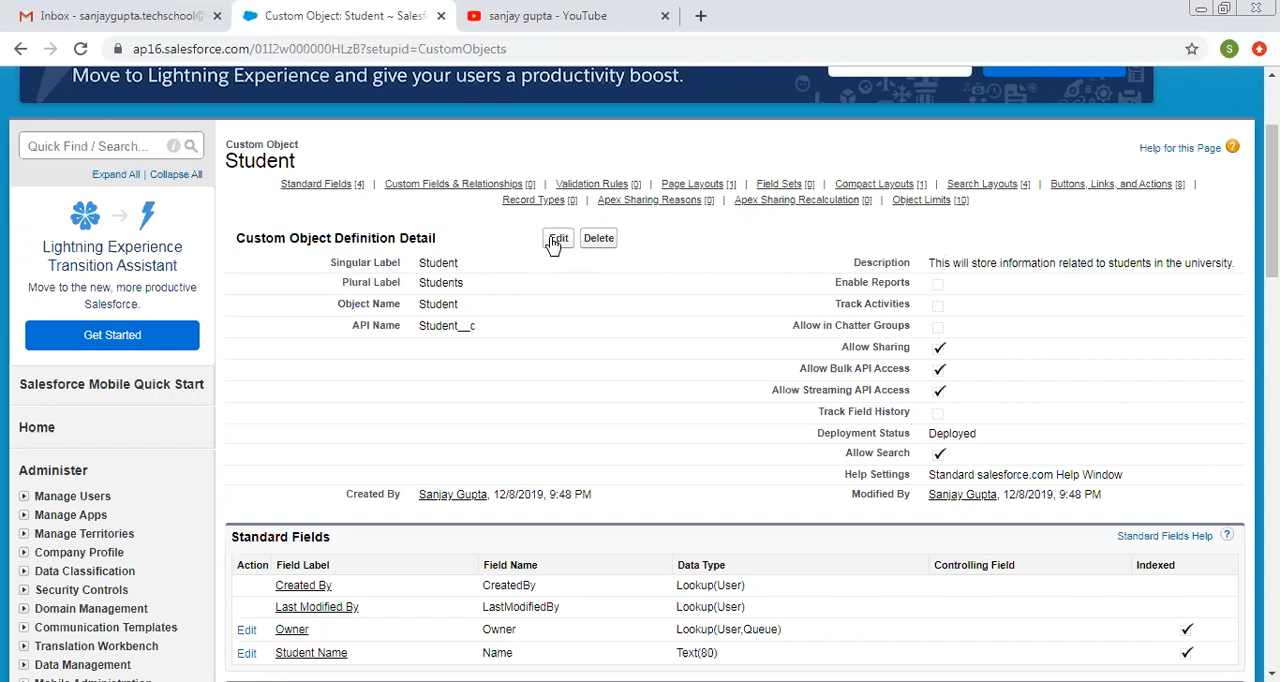 Inbox - sanjaygupta.techschool@
Custom Object: Student ~ Salesf
sanjay gupta - YouTube
ap16.salesforce.com/01I2w000000HLzB?setupid=CustomObjects
S
Move to Lightning Experience and give your users a productivity boost.
Quick Find / Search...
Expand All | Collapse All
Lightning Experience
Transition Assistant
Move to the new, more productive
Salesforce.
Get Started
Salesforce Mobile Quick Start
Home
Administer
Manage Users
Manage Apps
Manage Territories
Company Profile
Data Classification
Security Controls
Domain Management
Communication Templates
Translation Workbench
Data Management
Custom Object
Student
Help for this Page
Standard Fields [4] | Custom Fields & Relationships [0] | Validation Rules [0] | Page Layouts [1] | Field Sets [0] | Compact Layouts [1] | Search Layouts [4] | Buttons, Links, and Actions [8] |
Record Types [0] | Apex Sharing Reasons [0] | Apex Sharing Recalculation [0] | Object Limits [10]
Custom Object Definition Detail
Edit Delete
Singular Label Student
Description This will store information related to students in the university.
Plural Label Students
Enable Reports
Object Name Student
Track Activities
API Name Student__c
Allow in Chatter Groups
Allow Sharing
Allow Bulk API Access
Allow Streaming API Access
Track Field History
Deployment Status Deployed
Allow Search
Help Settings Standard salesforce.com Help Window
Created By Sanjay Gupta, 12/8/2019, 9:48 PM
Modified By Sanjay Gupta, 12/8/2019, 9:48 PM
Standard Fields
Standard Fields Help ?
Action Field Label Field Name Data Type Controlling Field Indexed
Created By CreatedBy Lookup(User)
Last Modified By LastModifiedBy Lookup(User)
Edit Owner Owner Lookup(User,Queue)
Edit Student Name Name Text(80)